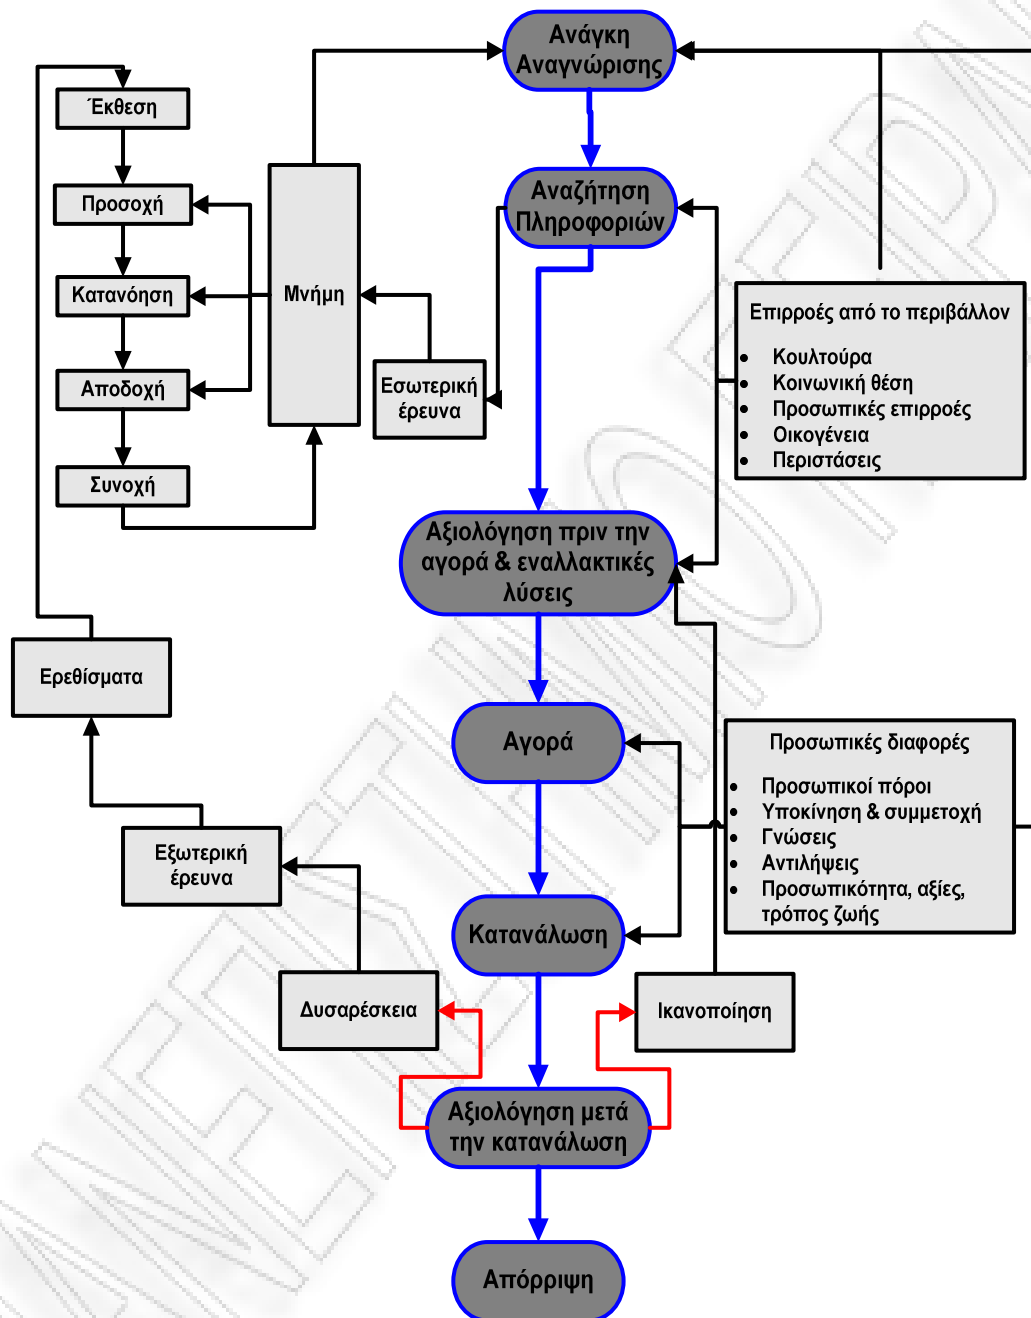 Ανάγκη
Αναγνώρισης
Έκθεση
Προσοχή
Κατανόηση
Αποδοχή
Συνοχή
Μνήμη
Αναζήτηση
Πληροφοριών
Εσωτερική
έρευνα
Επιρροές από το περιβάλλον
• Κουλτούρα
• Κοινωνική θέση
• Προσωπικές επιρροές
• Οικογένεια
• Περιστάσεις
Αξιολόγηση πριν την
αγορά & εναλλακτικές
λύσεις
Ερεθίσματα
Αγορά
Προσωπικές διαφορές
• Προσωπικοί πόροι
• Υποκίνηση & συμμετοχή
• Γνώσεις
• Αντιλήψεις
• Προσωπικότητα, αξίες,
τρόπος ζωής
Εξωτερική
έρευνα
Κατανάλωση
Δυσαρέσκεια
Ικανοποίηση
Αξιολόγηση μετά
την κατανάλωση
Απόρριψη